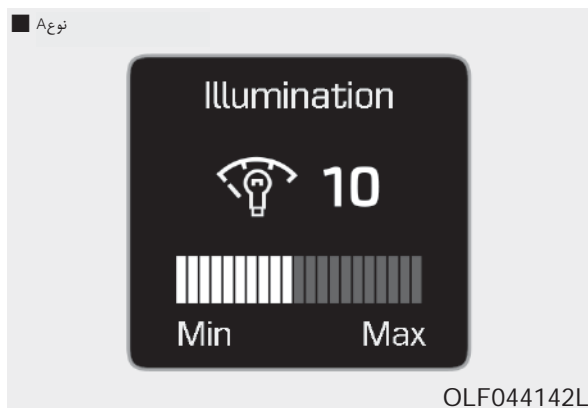 ■ نوعA
Illumination
10
Min Max
OLF044142L